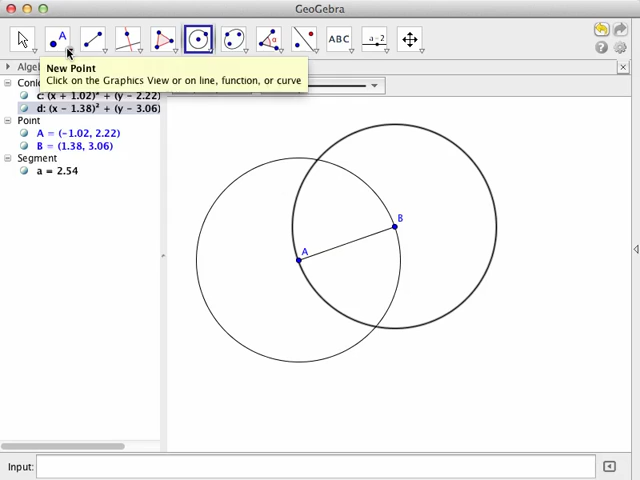 GeoGebra
A
ABC
a=2
New Point
Click on the Graphics View or on line, function, or curve
c: (x + 1.02)² + (y − 2.22)
d: (x − 1.38)² + (y − 3.06)
Point
A = (−1.02, 2.22)
B = (1.38, 3.06)
Segment
a = 2.54
B
A
Input: